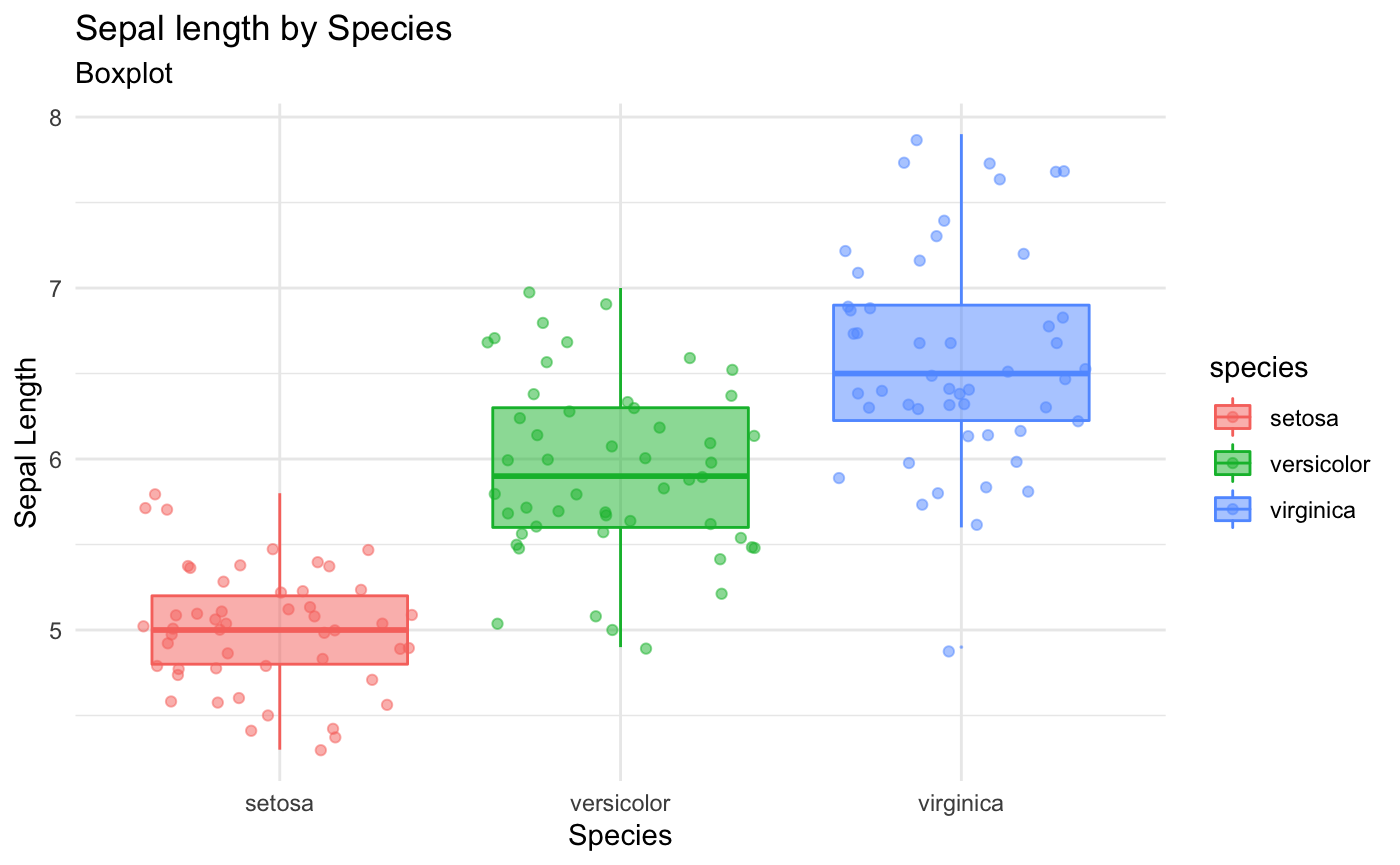 Sepal length by Species
Boxplot
Sepal Length
8
7
6
5
setosa
versicolor
virginica
Species
species
setosa
versicolor
virginica